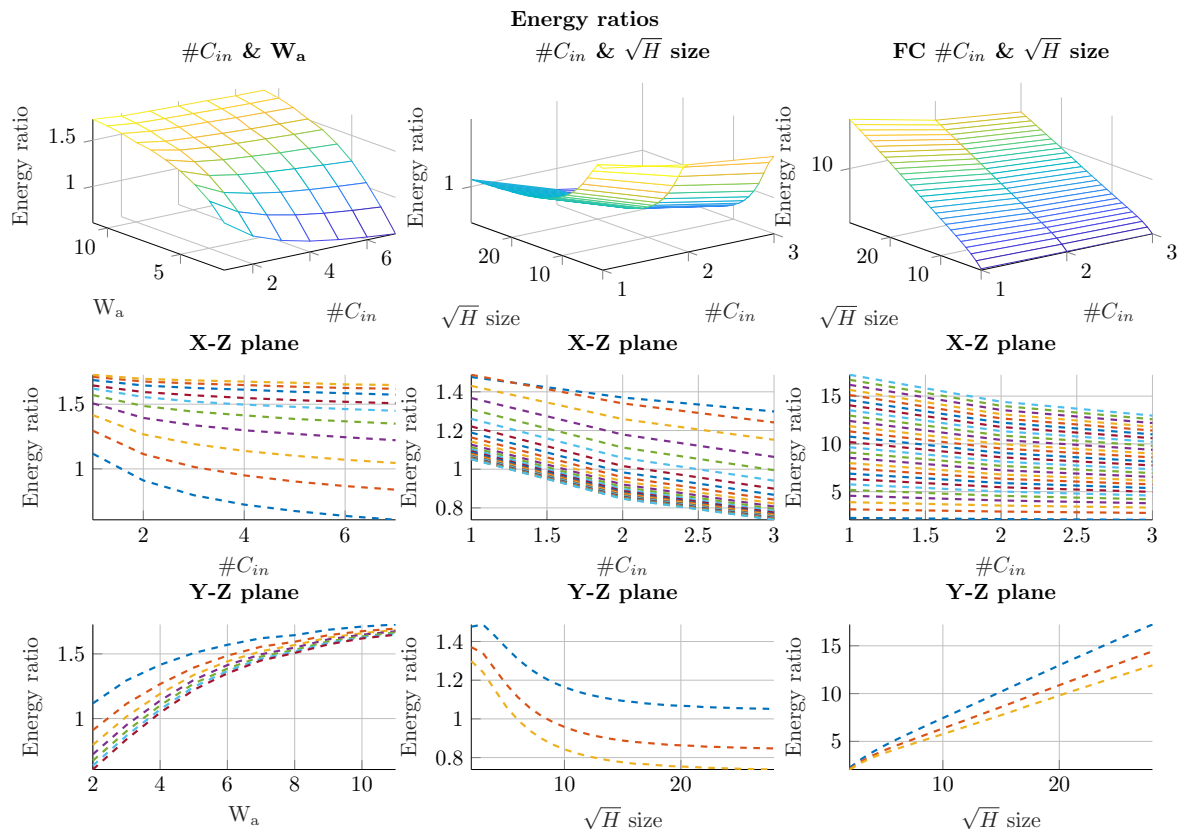 Energy ratios
#C_in & W_a
#C_in & √H size
FC #C_in & √H size
Energy ratio
1.5
1
10
5
2
4
6
W_a
#C_in
Energy ratio
1
20
10
1
2
3
√H size
#C_in
Energy ratio
10
20
10
1
2
3
√H size
#C_in
X-Z plane
X-Z plane
X-Z plane
Energy ratio
1.5
1
2
4
6
#C_in
Energy ratio
1.4
1.2
1
0.8
1
1.5
2
2.5
3
#C_in
Energy ratio
15
10
5
1
1.5
2
2.5
3
#C_in
Y-Z plane
Y-Z plane
Y-Z plane
Energy ratio
1.5
1
2
4
6
8
10
W_a
Energy ratio
1.4
1.2
1
0.8
10
20
√H size
Energy ratio
15
10
5
10
20
√H size